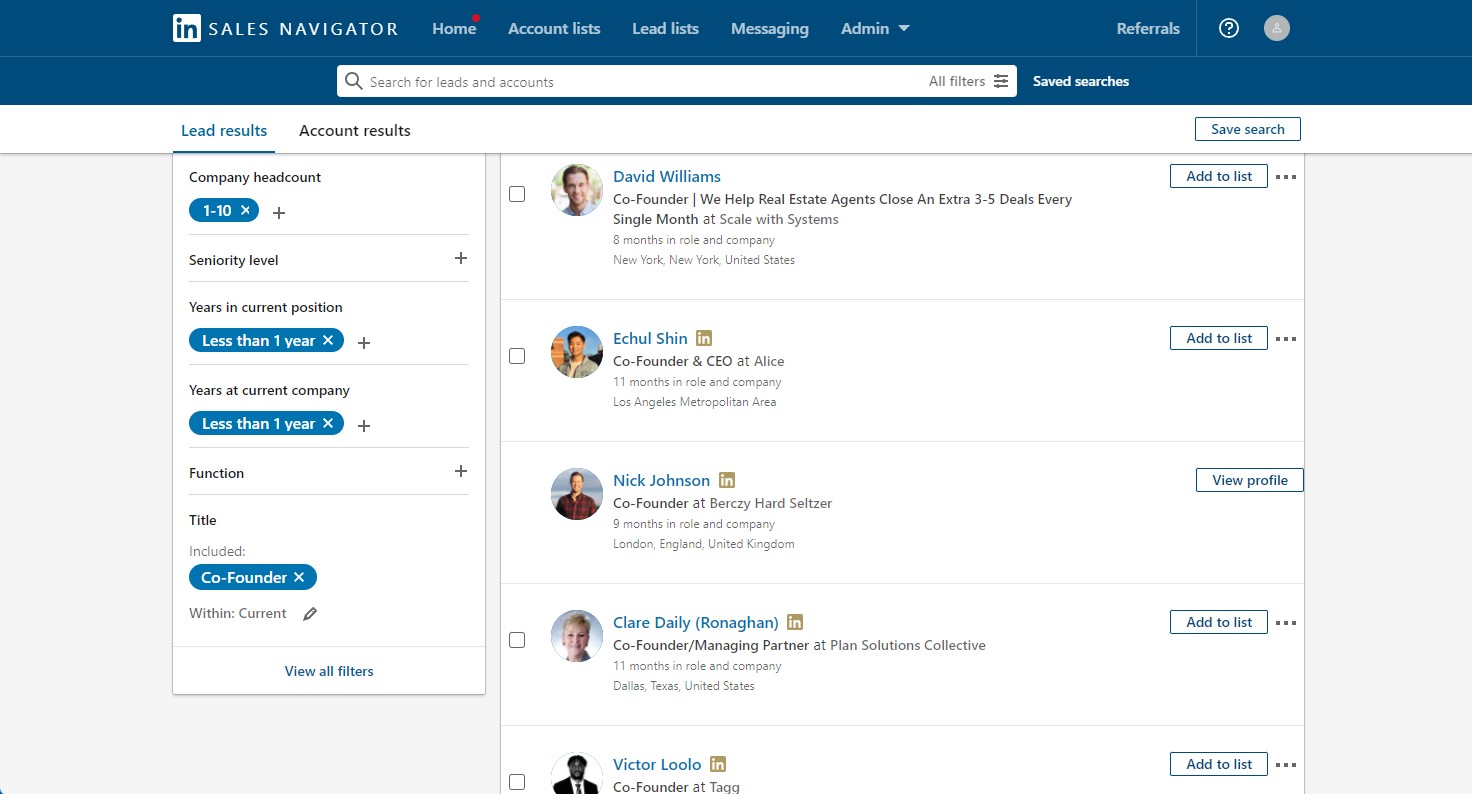 in SALES NAVIGATOR Home Account lists Lead lists Messaging Admin Referrals
Search for leads and accounts All filters Saved searches
Lead results Account results Save search
Company headcount
1-10
Seniority level
Years in current position
Less than 1 year
Years at current company
Less than 1 year
Function
Title
Included:
Co-Founder
Within: Current
View all filters
David Williams Add to list
Co-Founder | We Help Real Estate Agents Close An Extra 3-5 Deals Every
Single Month at Scale with Systems
8 months in role and company
New York, New York, United States
Echul Shin in Add to list
Co-Founder & CEO at Alice
11 months in role and company
Los Angeles Metropolitan Area
Nick Johnson in View profile
Co-Founder at Berczy Hard Seltzer
9 months in role and company
London, England, United Kingdom
Clare Daily (Ronaghan) in Add to list
Co-Founder/Managing Partner at Plan Solutions Collective
11 months in role and company
Dallas, Texas, United States
Victor Loolo in Add to list
Co-Founder at Tagg